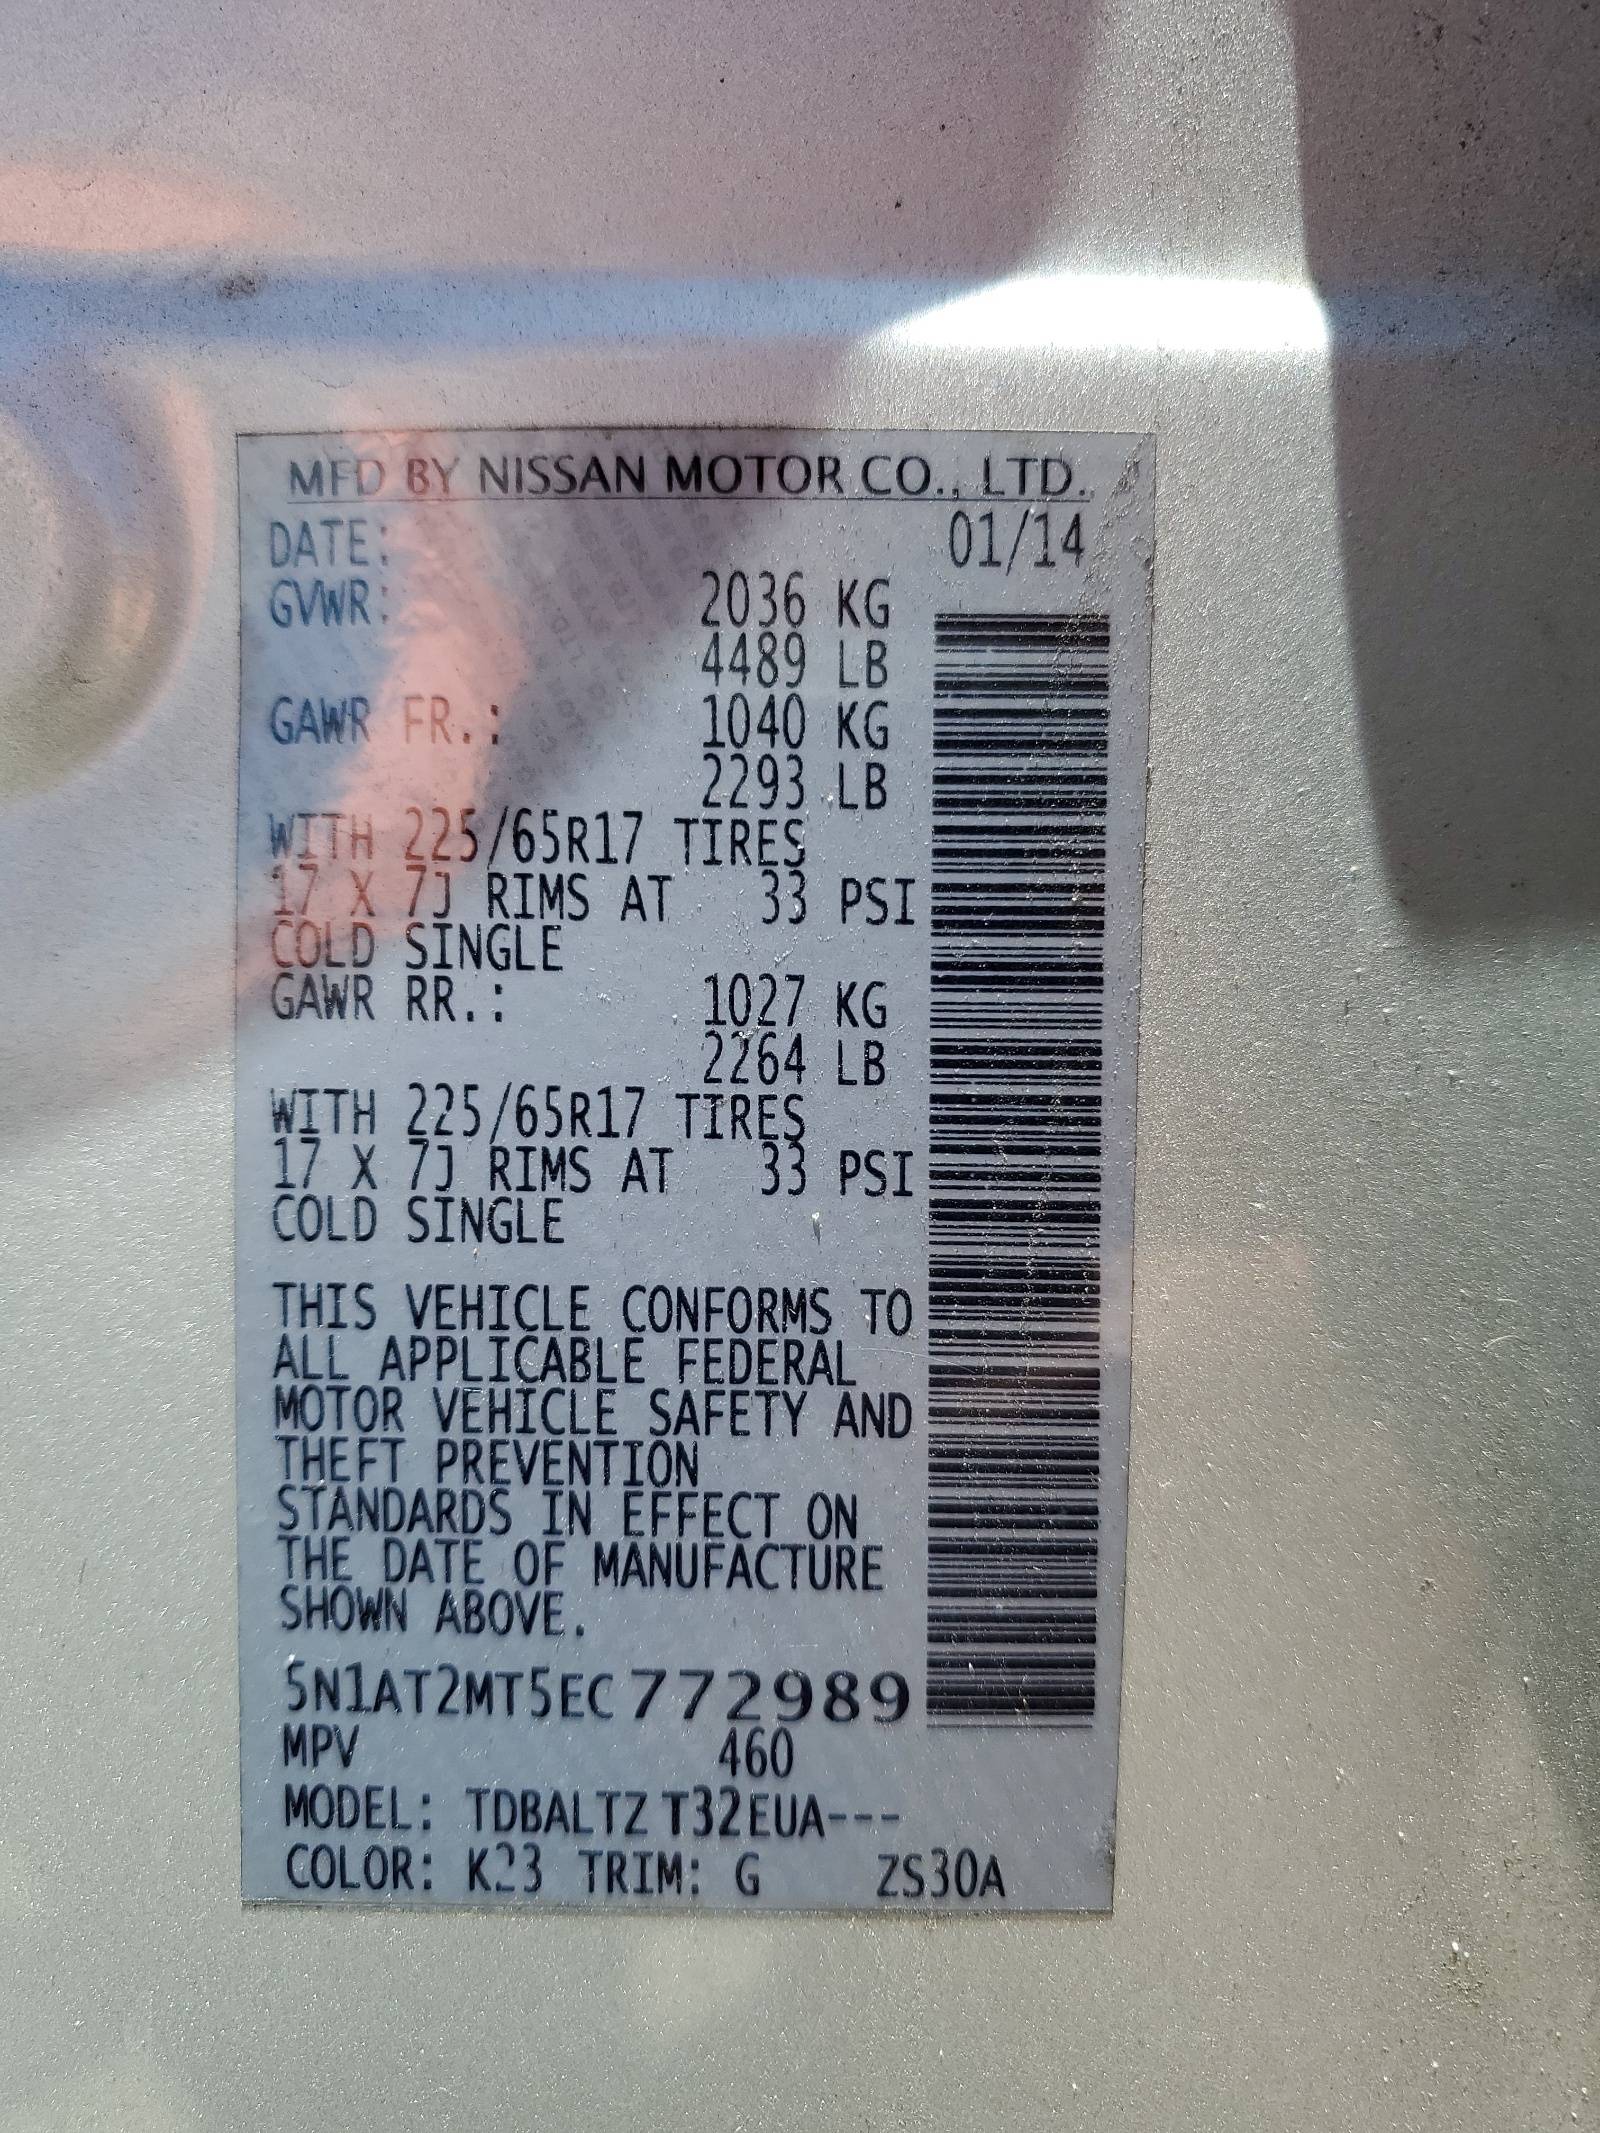 MFD BY NISSAN MOTOR CO., LTD.
DATE: 01/14
GVWR: 2036 KG
4489 LB
GAWR FR.: 1040 KG
2293 LB
WITH 225/65R17 TIRES
17 X 7J RIMS AT 33 PSI
COLD SINGLE
GAWR RR.: 1027 KG
2264 LB
WITH 225/65R17 TIRES
17 X 7J RIMS AT 33 PSI
COLD SINGLE
THIS VEHICLE CONFORMS TO
ALL APPLICABLE FEDERAL
MOTOR VEHICLE SAFETY AND
THEFT PREVENTION
STANDARDS IN EFFECT ON
THE DATE OF MANUFACTURE
SHOWN ABOVE.
5N1AT2MT5EC772989
MPV 460
MODEL: TDBALTZ T32EUA---
COLOR: K23 TRIM: G ZS30A